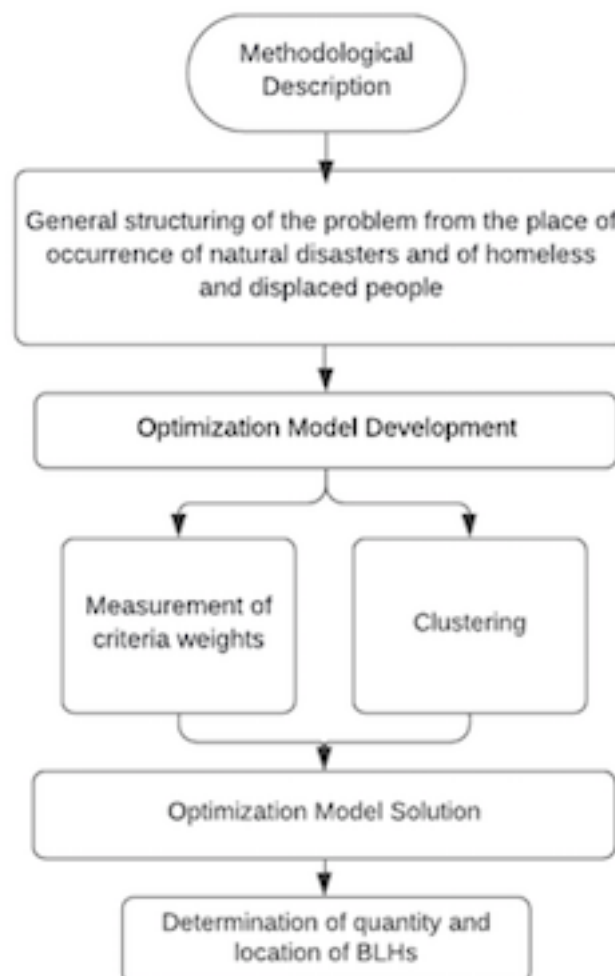 Methodological
Description
General structuring of the problem from the place of
occurrence of natural disasters and of homeless
and displaced people
Optimization Model Development
Measurement of
criteria weights
Clustering
Optimization Model Solution
Determination of quantity and
location of BLHs